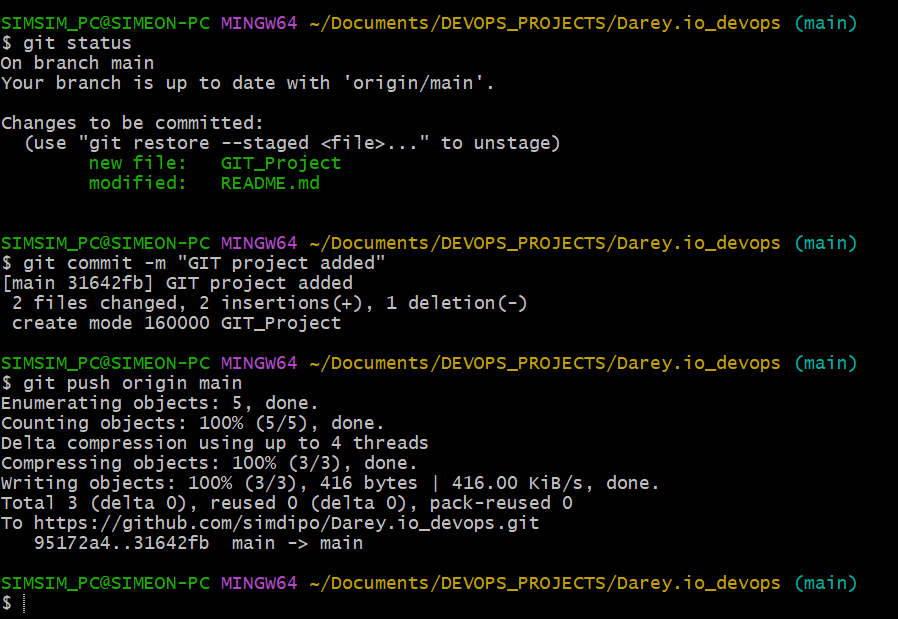 SIMSIM_PC@SIMEON-PC MINGW64 ~/Documents/DEVOPS_PROJECTS/Darey.io_devops (main)
$ git status
On branch main
Your branch is up to date with 'origin/main'.
Changes to be committed:
  (use "git restore --staged <file>..." to unstage)
        new file:   GIT_Project
        modified:   README.md
SIMSIM_PC@SIMEON-PC MINGW64 ~/Documents/DEVOPS_PROJECTS/Darey.io_devops (main)
$ git commit -m "GIT project added"
[main 31642fb] GIT project added
 2 files changed, 2 insertions(+), 1 deletion(-)
 create mode 160000 GIT_Project
SIMSIM_PC@SIMEON-PC MINGW64 ~/Documents/DEVOPS_PROJECTS/Darey.io_devops (main)
$ git push origin main
Enumerating objects: 5, done.
Counting objects: 100% (5/5), done.
Delta compression using up to 4 threads
Compressing objects: 100% (3/3), done.
Writing objects: 100% (3/3), 416 bytes | 416.00 KiB/s, done.
Total 3 (delta 0), reused 0 (delta 0), pack-reused 0
To https://github.com/simdipo/Darey.io_devops.git
   95172a4..31642fb  main -> main
SIMSIM_PC@SIMEON-PC MINGW64 ~/Documents/DEVOPS_PROJECTS/Darey.io_devops (main)
$